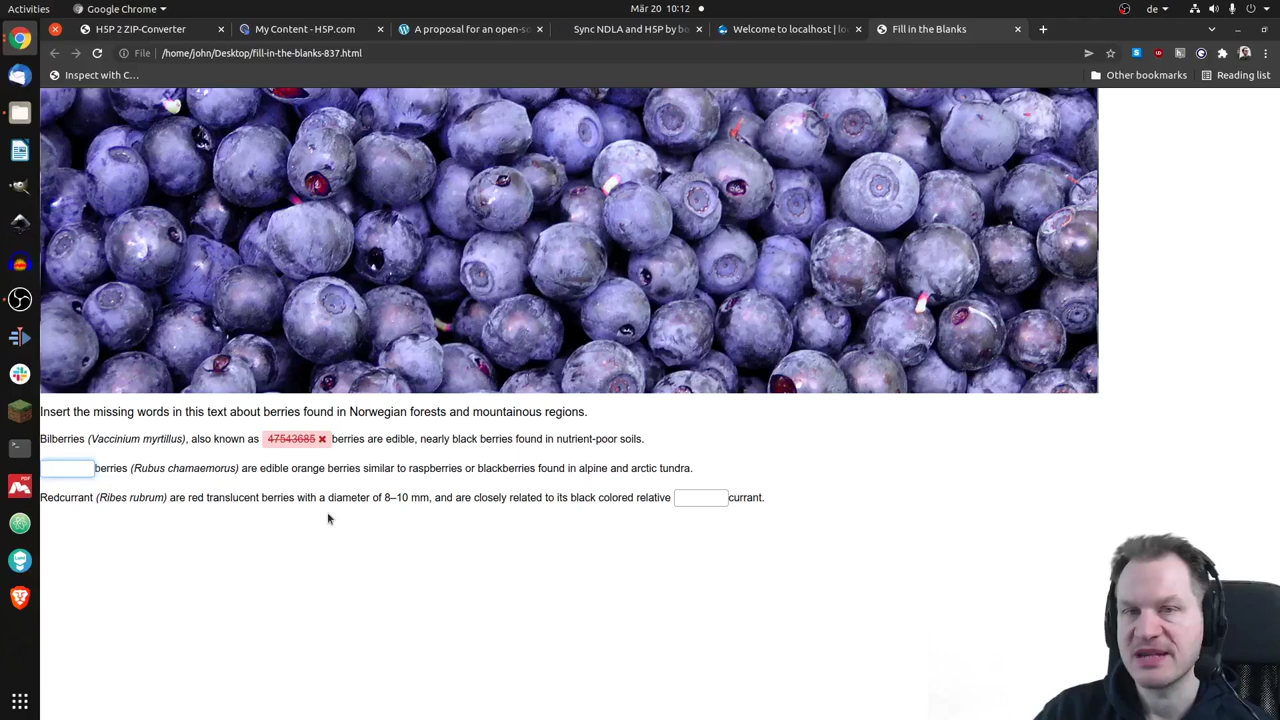 Activities
Google Chrome
Mär 20 10:12
de
H5P 2 ZIP-Converter
My Content - H5P.com
A proposal for an open-so
Sync NDLA and H5P by bo
Welcome to localhost | loc
Fill in the Blanks
File
/home/john/Desktop/fill-in-the-blanks-837.html
Inspect with C…
Other bookmarks
Reading list
Insert the missing words in this text about berries found in Norwegian forests and mountainous regions.
Bilberries (Vaccinium myrtillus), also known as 47543685 berries are edible, nearly black berries found in nutrient-poor soils.
berries (Rubus chamaemorus) are edible orange berries similar to raspberries or blackberries found in alpine and arctic tundra.
Redcurrant (Ribes rubrum) are red translucent berries with a diameter of 8–10 mm, and are closely related to its black colored relative currant.